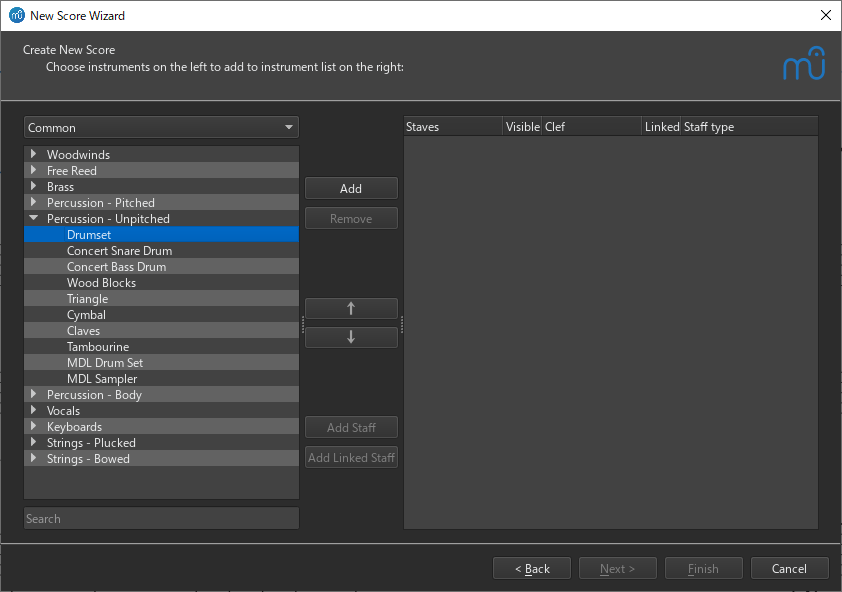 New Score Wizard
Create New Score
Choose instruments on the left to add to instrument list on the right:
Common
Woodwinds
Free Reed
Brass
Percussion - Pitched
Percussion - Unpitched
Drumset
Concert Snare Drum
Concert Bass Drum
Wood Blocks
Triangle
Cymbal
Claves
Tambourine
MDL Drum Set
MDL Sampler
Percussion - Body
Vocals
Keyboards
Strings - Plucked
Strings - Bowed
Search
Add
Remove
Add Staff
Add Linked Staff
Staves Visible Clef Linked Staff type
< Back Next > Finish Cancel